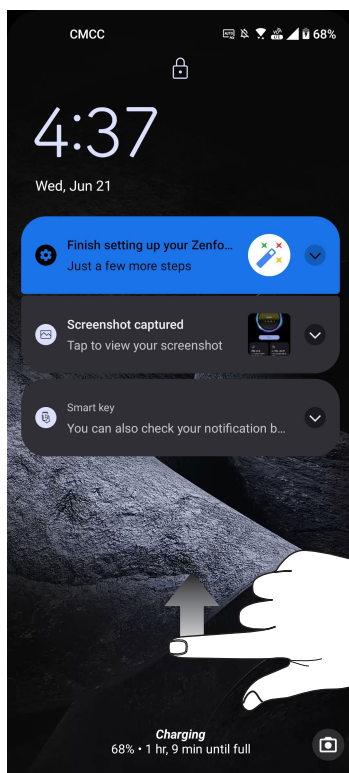 CMCC 68%
4:37
Wed, Jun 21
Finish setting up your Zenfo...
Just a few more steps
Screenshot captured
Tap to view your screenshot
Smart key
You can also check your notification b...
Charging
68% • 1 hr, 9 min until full